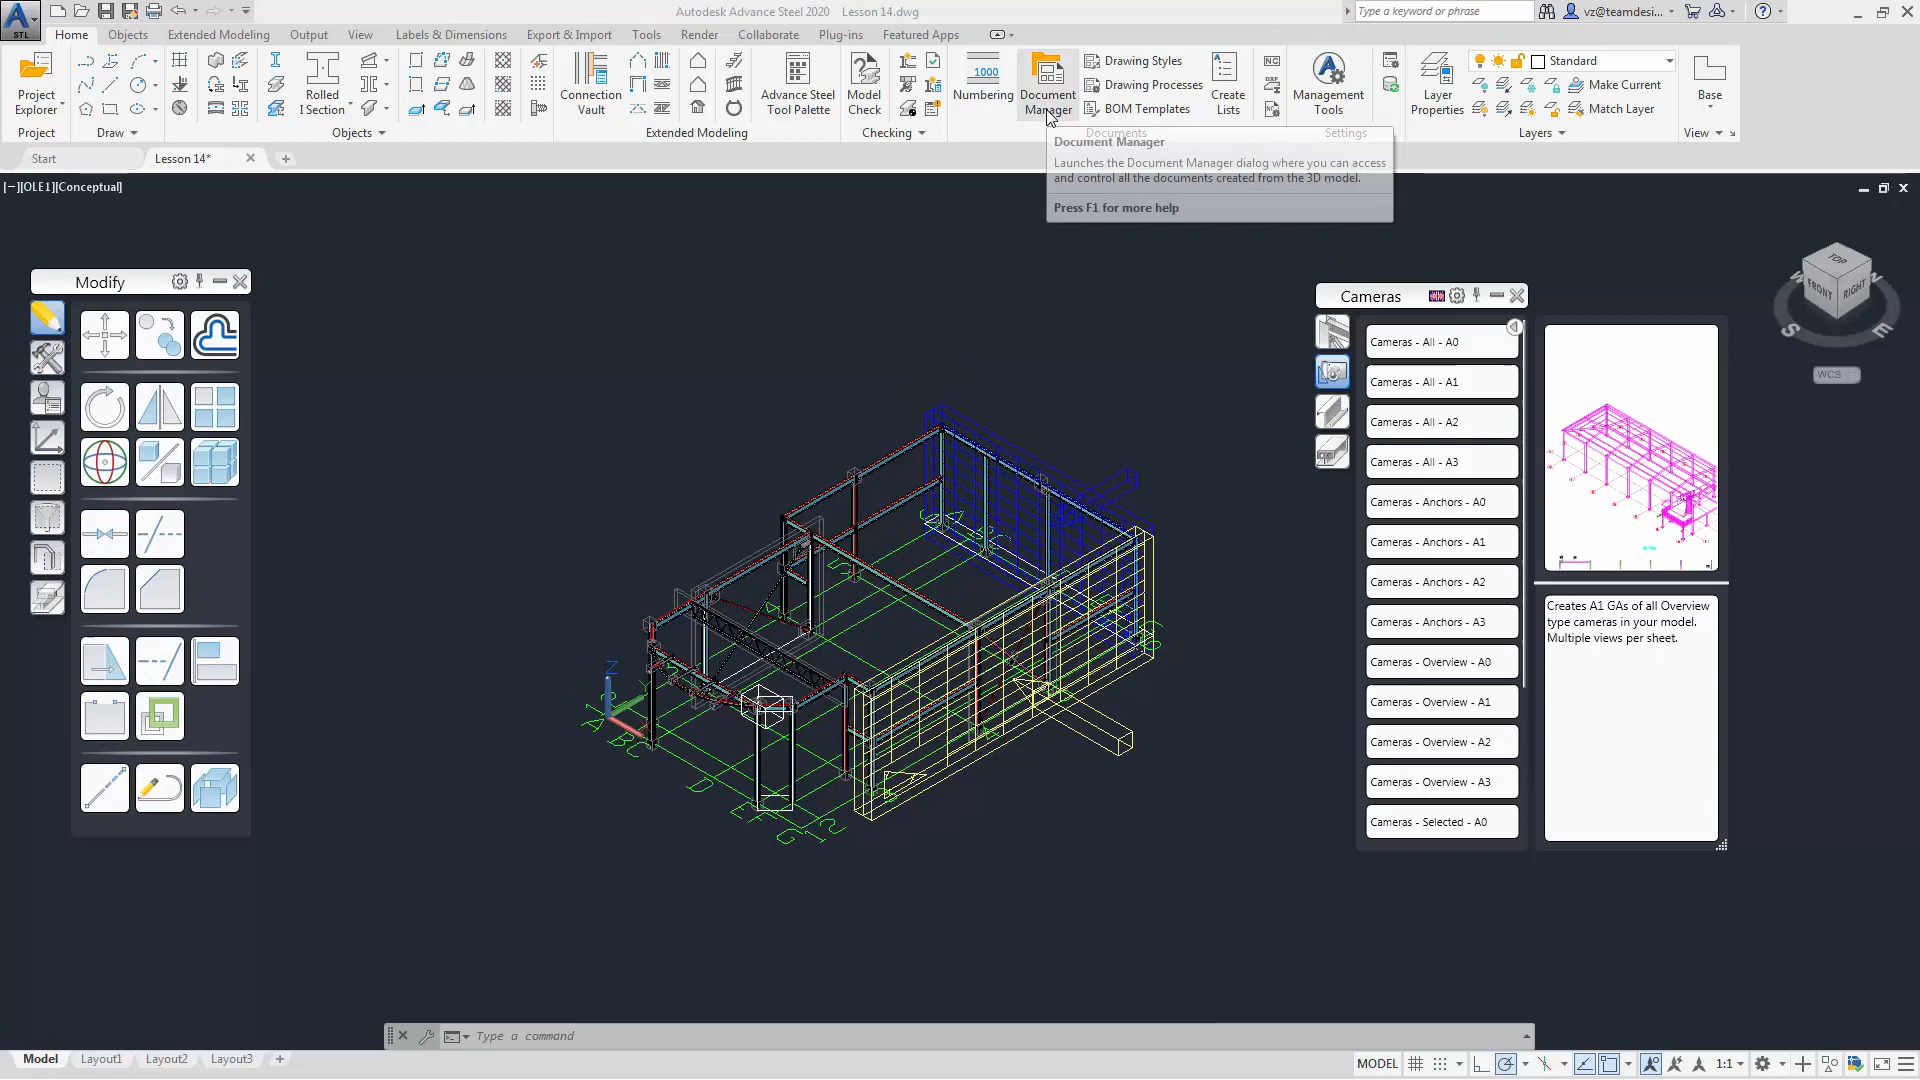 Autodesk Advance Steel 2020 Lesson 14.dwg
Type a keyword or phrase
vz@teamdesi...
STL
Home Objects Extended Modeling Output View Labels & Dimensions Export & Import Tools Render Collaborate Plug-ins Featured Apps
Project Explorer
Rolled I Section
Connection Vault
Advance Steel Tool Palette
Model Check
1000
Numbering
Document Manager
Drawing Styles
Drawing Processes
BOM Templates
Create Lists
NC
DXF
Management Tools
Layer Properties
Standard
Make Current
Match Layer
Base
Project Draw Objects Extended Modeling Checking Documents Settings Layers View
Start Lesson 14*
Document Manager
Launches the Document Manager dialog where you can access
and control all the documents created from the 3D model.
Press F1 for more help
[−][OLE1][Conceptual]
Modify
Cameras
Cameras - All - A0
Cameras - All - A1
Cameras - All - A2
Cameras - All - A3
Cameras - Anchors - A0
Cameras - Anchors - A1
Cameras - Anchors - A2
Cameras - Anchors - A3
Cameras - Overview - A0
Cameras - Overview - A1
Cameras - Overview - A2
Cameras - Overview - A3
Cameras - Selected - A0
Creates A1 GAs of all Overview
type cameras in your model.
Multiple views per sheet.
TOP
FRONT RIGHT
W N S E
WCS
Z
A B C D E F G
Type a command
Model Layout1 Layout2 Layout3
MODEL 1:1